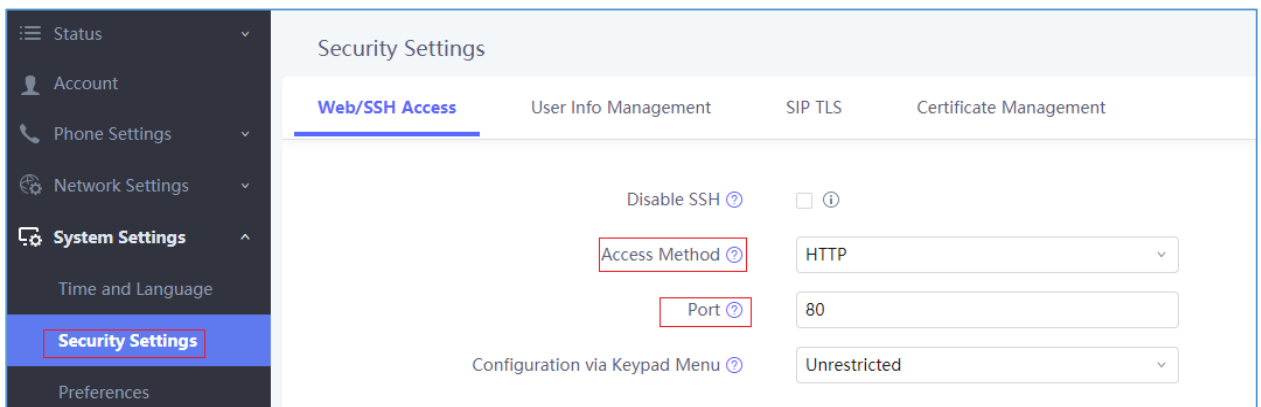 Status
Account
Phone Settings
Network Settings
System Settings
Time and Language
Security Settings
Preferences
Security Settings
Web/SSH Access User Info Management SIP TLS Certificate Management
Disable SSH
Access Method HTTP
Port 80
Configuration via Keypad Menu Unrestricted